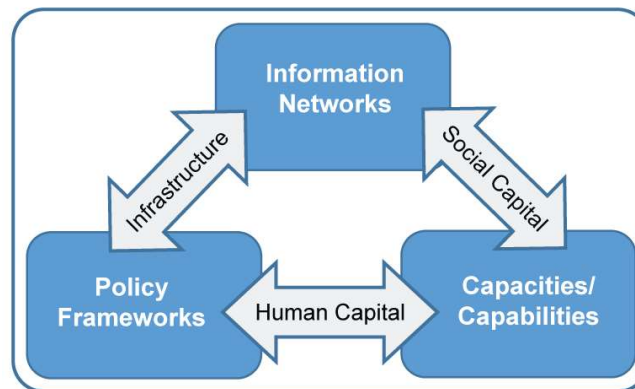 Information
Networks
Infrastructure
Social Capital
Policy
Frameworks
Human Capital
Capacities/
Capabilities